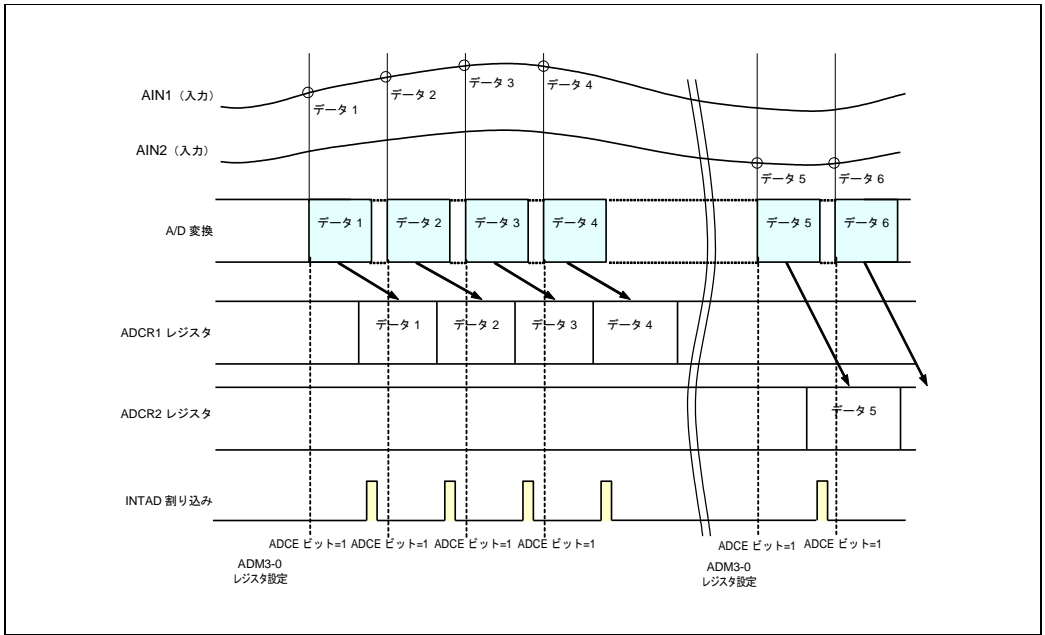 AIN1（入力）
データ 1
データ 2
データ 3
データ 4
AIN2（入力）
データ 5
データ 6
A/D 変換
データ 1
データ 2
データ 3
データ 4
データ 5
データ 6
ADCR1 レジスタ
データ 1
データ 2
データ 3
データ 4
ADCR2 レジスタ
データ 5
INTAD 割り込み
ADCE ビット=1
ADCE ビット=1
ADCE ビット=1
ADCE ビット=1
ADCE ビット=1
ADCE ビット=1
ADM3-0
レジスタ設定
ADM3-0
レジスタ設定